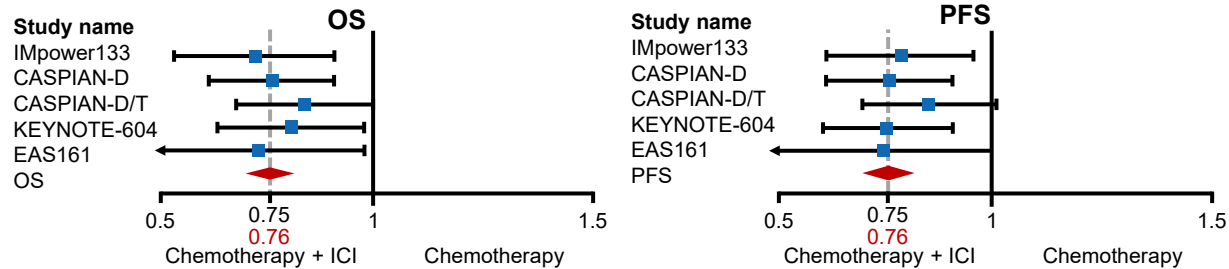 OS
Study name
IMpower133
CASPIAN-D
CASPIAN-D/T
KEYNOTE-604
EAS161
OS
0.5
0.75
1
1.5
0.76
Chemotherapy + ICI
Chemotherapy
PFS
Study name
IMpower133
CASPIAN-D
CASPIAN-D/T
KEYNOTE-604
EAS161
PFS
0.5
0.75
1
1.5
0.76
Chemotherapy + ICI
Chemotherapy